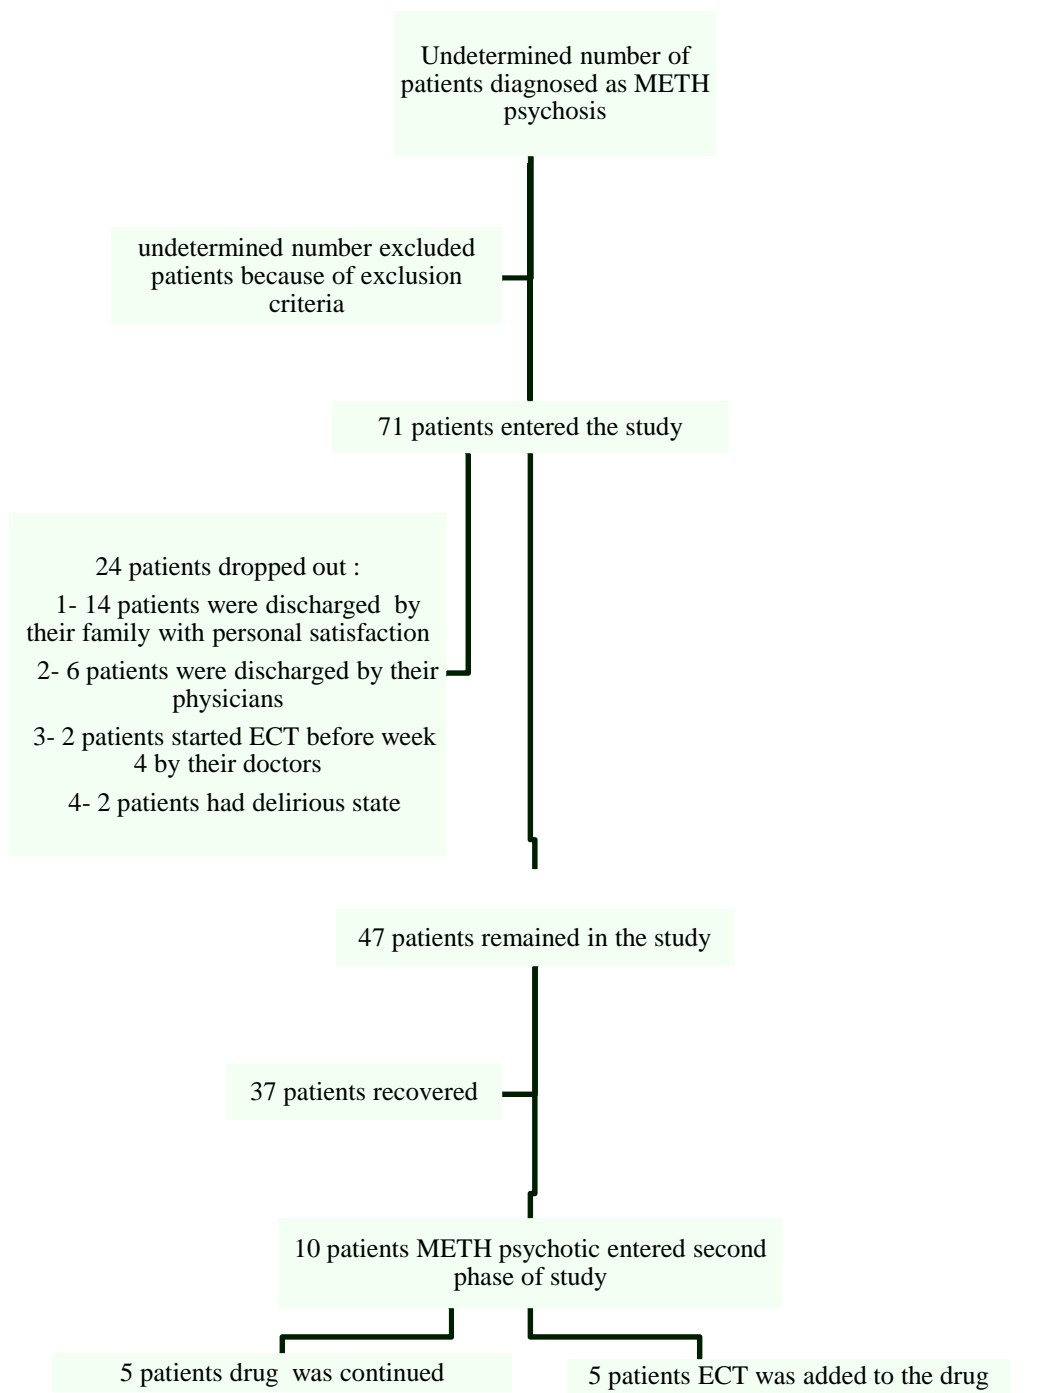 Undetermined number of
patients diagnosed as METH
psychosis
undetermined number excluded
patients because of exclusion
criteria
71 patients entered the study
24 patients dropped out :
1- 14 patients were discharged by
their family with personal satisfaction
2- 6 patients were discharged by their
physicians
3- 2 patients started ECT before week
4 by their doctors
4- 2 patients had delirious state
47 patients remained in the study
37 patients recovered
10 patients METH psychotic entered second
phase of study
5 patients drug was continued
5 patients ECT was added to the drug